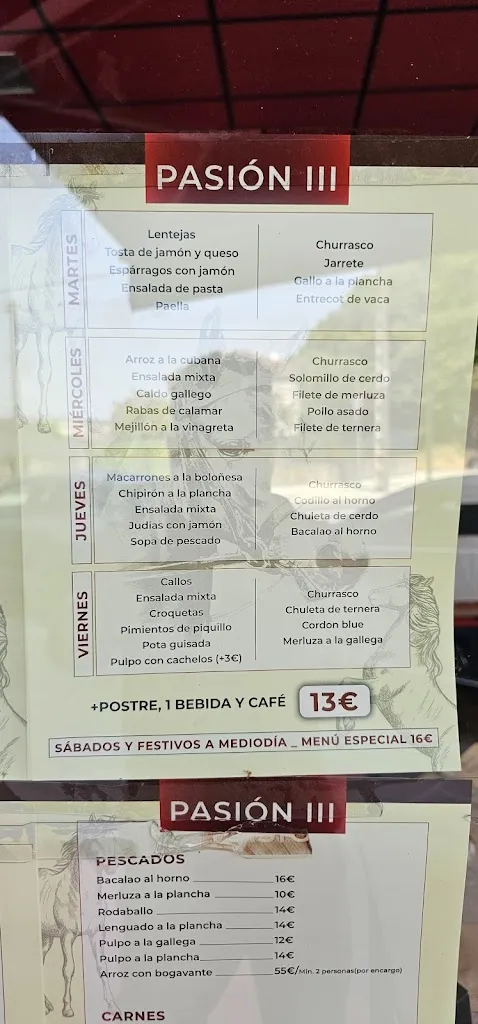 PASIÓN III
MARTES
Lentejas
Tosta de jamón y queso
Espárragos con jamón
Ensalada de pasta
Paella
Churrasco
Jarrete
Gallo a la plancha
Entrecot de vaca
MIÉRCOLES
Arroz a la cubana
Ensalada mixta
Caldo gallego
Rabas de calamar
Mejillón a la vinagreta
Churrasco
Solomillo de cerdo
Filete de merluza
Pollo asado
Filete de ternera
JUEVES
Macarrones a la boloñesa
Chipirón a la plancha
Ensalada mixta
Judías con jamón
Sopa de pescado
Churrasco
Codillo al horno
Chuleta de cerdo
Bacalao al horno
VIERNES
Callos
Ensalada mixta
Croquetas
Pimientos de piquillo
Pota guisada
Pulpo con cachelos (+3€)
Churrasco
Chuleta de ternera
Cordon blue
Merluza a la gallega
+POSTRE, 1 BEBIDA Y CAFÉ 13€
SÁBADOS Y FESTIVOS A MEDIODÍA _ MENÚ ESPECIAL 16€
PASIÓN III
PESCADOS
Bacalao al horno 16€
Merluza a la plancha 10€
Rodaballo 14€
Lenguado a la plancha 14€
Pulpo a la gallega 12€
Pulpo a la plancha 14€
Arroz con bogavante 55€/Min. 2 personas(por encargo)
CARNES